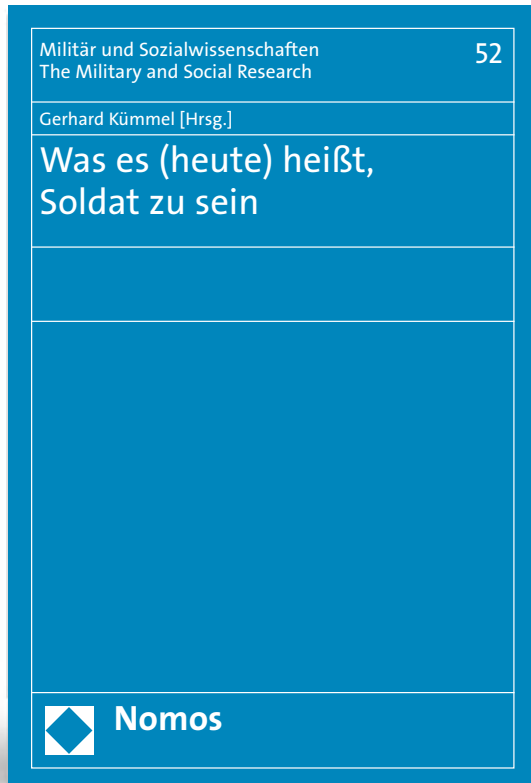 Militär und Sozialwissenschaften 52
The Military and Social Research
Gerhard Kümmel [Hrsg.]
Was es (heute) heißt,
Soldat zu sein
Nomos